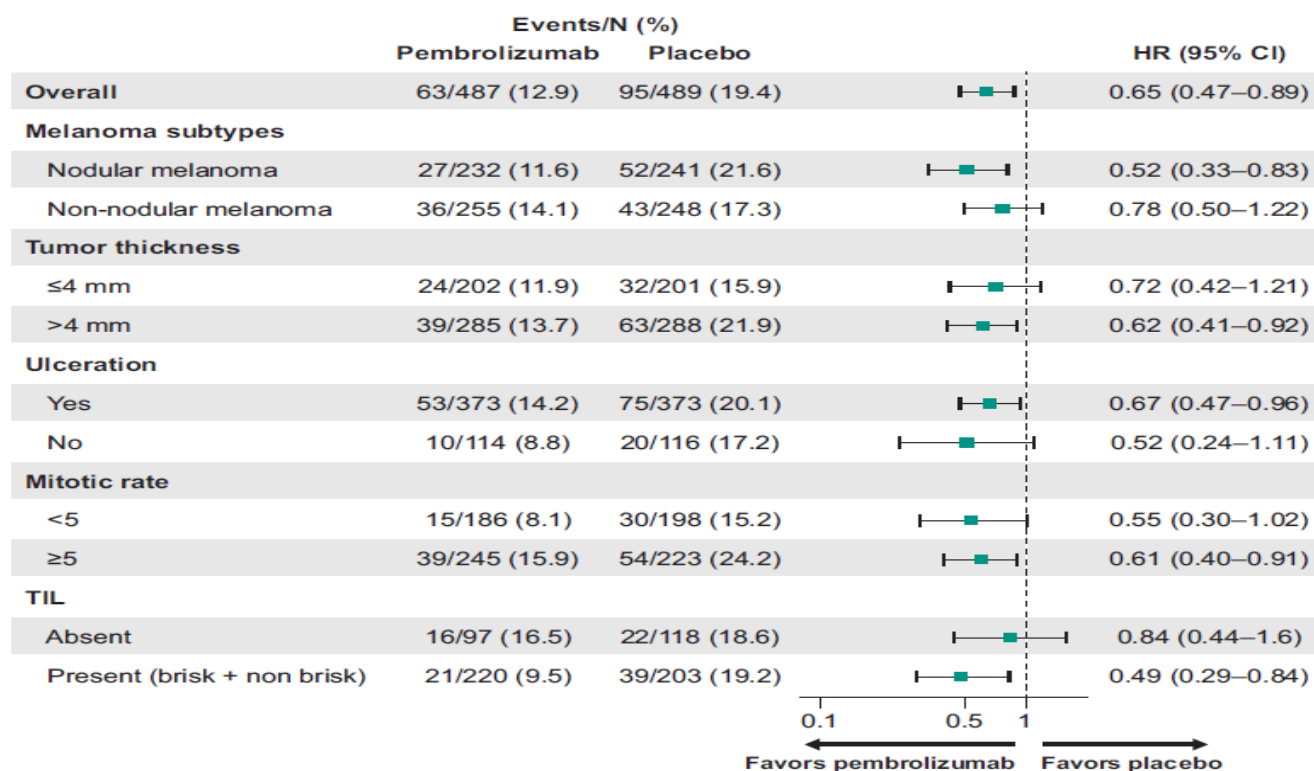 Events/N (%)
Pembrolizumab Placebo HR (95% CI)
Overall 63/487 (12.9) 95/489 (19.4) 0.65 (0.47–0.89)
Melanoma subtypes
Nodular melanoma 27/232 (11.6) 52/241 (21.6) 0.52 (0.33–0.83)
Non-nodular melanoma 36/255 (14.1) 43/248 (17.3) 0.78 (0.50–1.22)
Tumor thickness
≤4 mm 24/202 (11.9) 32/201 (15.9) 0.72 (0.42–1.21)
>4 mm 39/285 (13.7) 63/288 (21.9) 0.62 (0.41–0.92)
Ulceration
Yes 53/373 (14.2) 75/373 (20.1) 0.67 (0.47–0.96)
No 10/114 (8.8) 20/116 (17.2) 0.52 (0.24–1.11)
Mitotic rate
<5 15/186 (8.1) 30/198 (15.2) 0.55 (0.30–1.02)
≥5 39/245 (15.9) 54/223 (24.2) 0.61 (0.40–0.91)
TIL
Absent 16/97 (16.5) 22/118 (18.6) 0.84 (0.44–1.6)
Present (brisk + non brisk) 21/220 (9.5) 39/203 (19.2) 0.49 (0.29–0.84)
0.1 0.5 1
Favors pembrolizumab Favors placebo